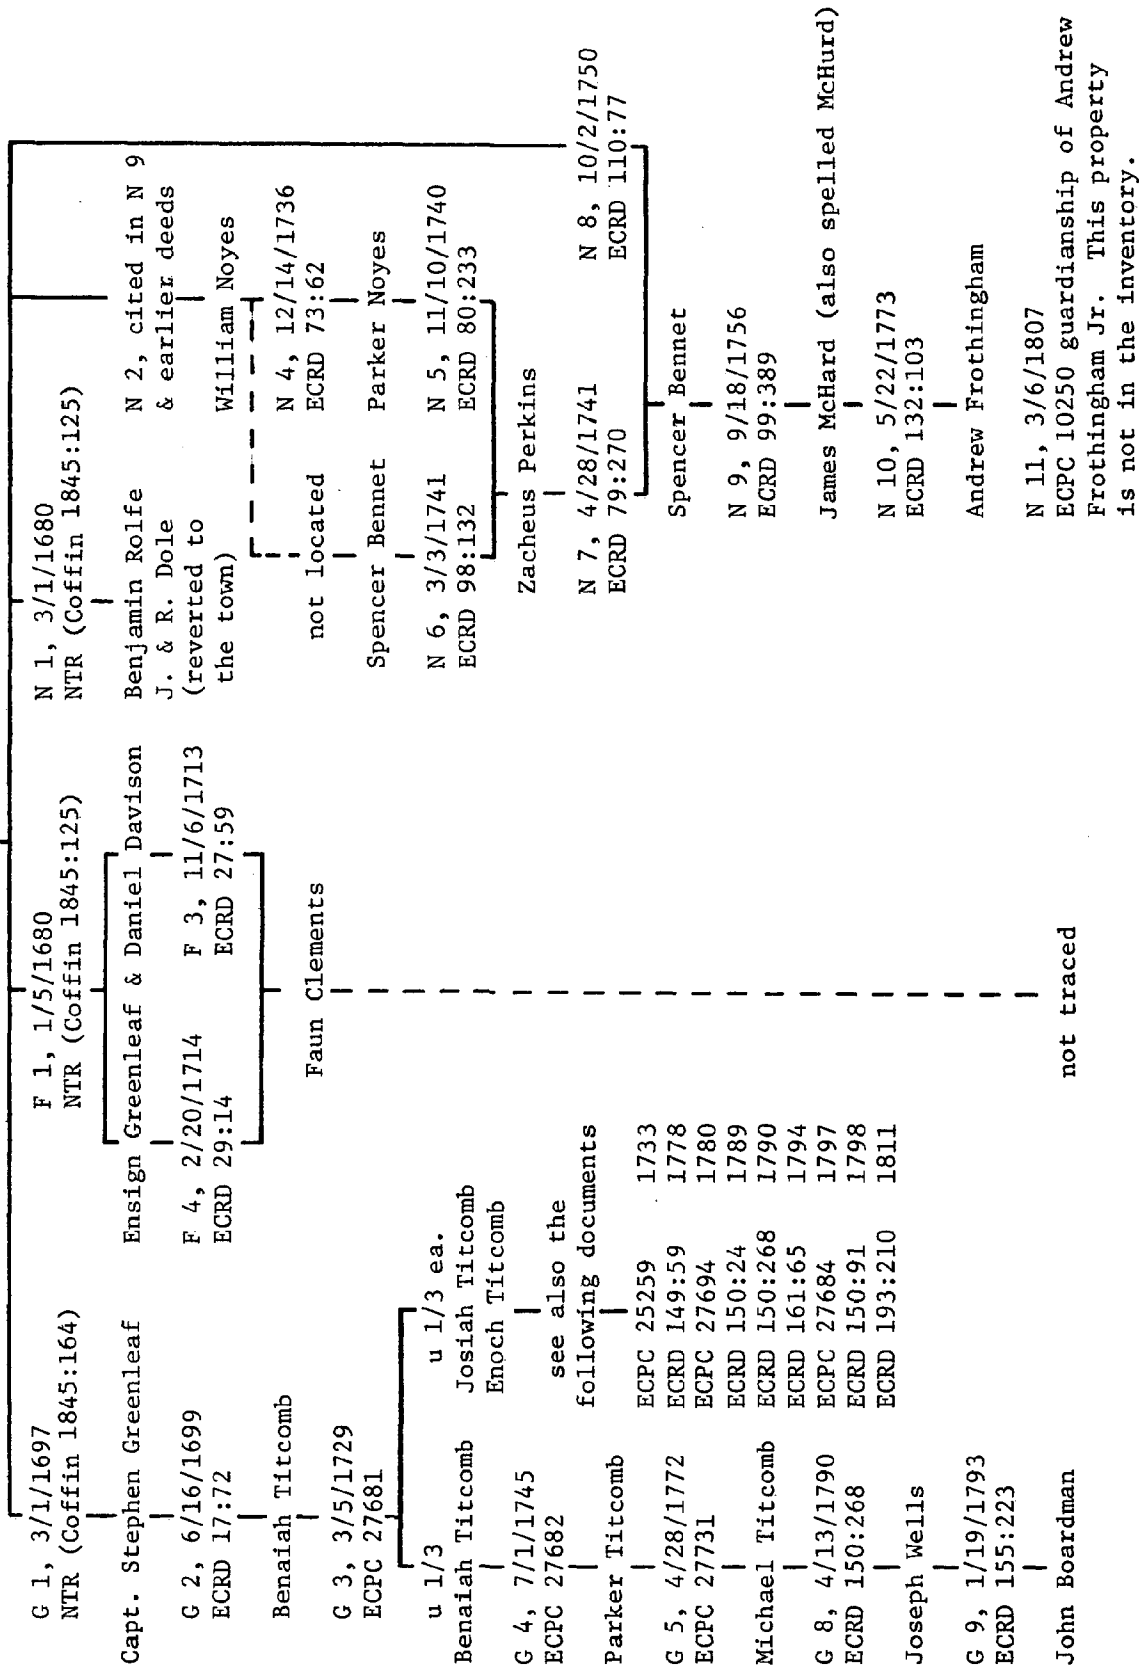 G 1, 3/1/1697
NTR (Coffin 1845:164)
Capt. Stephen Greenleaf
G 2, 6/16/1699
ECRD 17:72
Benaiah Titcomb
G 3, 3/5/1729
ECPC 27681
u 1/3
Benaiah Titcomb
G 4, 7/1/1745
ECPC 27682
Parker Titcomb
G 5, 4/28/1772
ECPC 27731
Michael Titcomb
G 8, 4/13/1790
ECRD 150:268
Joseph Wells
G 9, 1/19/1793
ECRD 155:223
John Boardman
u 1/3 ea.
Josiah Titcomb
Enoch Titcomb
see also the
following documents
ECPC 25259 1733
ECRD 149:59 1778
ECPC 27694 1780
ECRD 150:24 1789
ECRD 150:268 1790
ECRD 161:65 1794
ECPC 27684 1797
ECRD 150:91 1798
ECRD 193:210 1811
F 1, 1/5/1680
NTR (Coffin 1845:125)
Ensign Greenleaf & Daniel Davison
F 4, 2/20/1714
ECRD 29:14
F 3, 11/6/1713
ECRD 27:59
Faun Clements
not traced
N 1, 3/1/1680
NTR (Coffin 1845:125)
Benjamin Rolfe
J. & R. Dole
(reverted to
the town)
N 2, cited in N 9
& earlier deeds
William Noyes
not located
N 4, 12/14/1736
ECRD 73:62
Spencer Bennet
Parker Noyes
N 6, 3/3/1741
ECRD 98:132
N 5, 11/10/1740
ECRD 80:233
Zacheus Perkins
N 7, 4/28/1741
ECRD 79:270
N 8, 10/2/1750
ECRD 110:77
Spencer Bennet
N 9, 9/18/1756
ECRD 99:389
James McHard (also spelled McHurd)
N 10, 5/22/1773
ECRD 132:103
Andrew Frothingham
N 11, 3/6/1807
ECPC 10250 guardianship of Andrew
Frothingham Jr. This property
is not in the inventory.